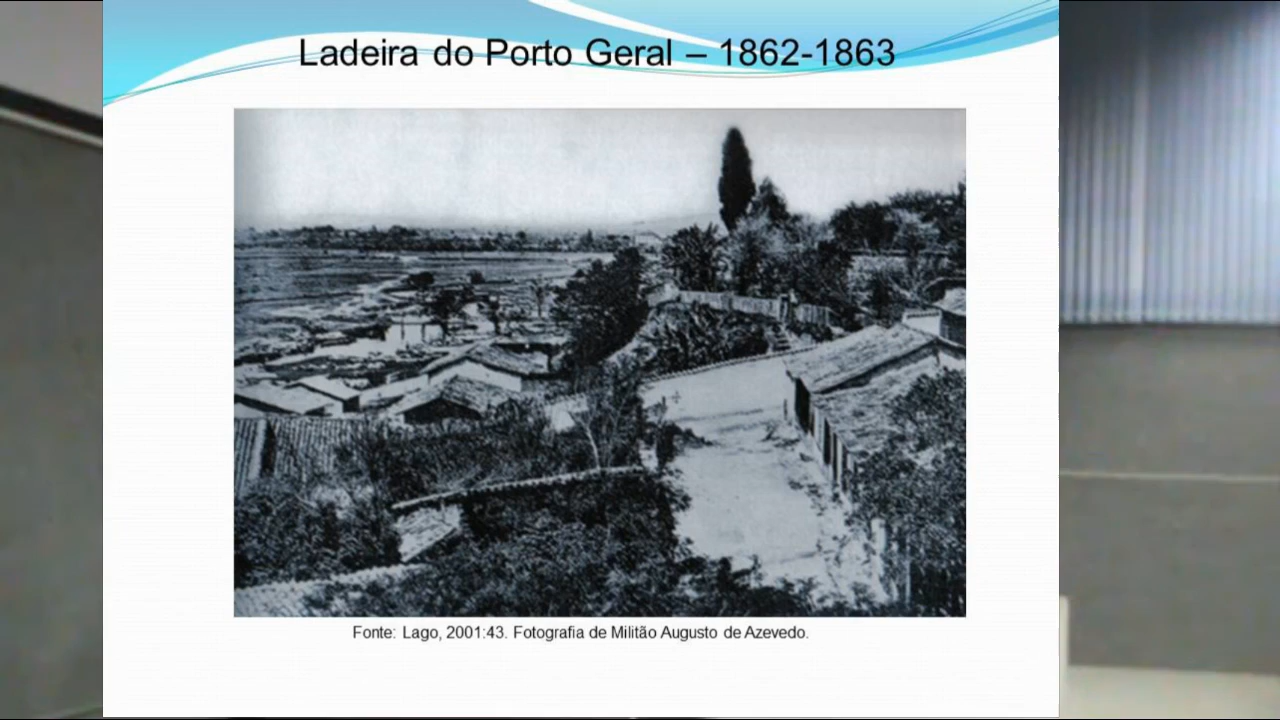 Ladeira do Porto Geral – 1862-1863
Fonte: Lago, 2001:43. Fotografia de Militão Augusto de Azevedo.